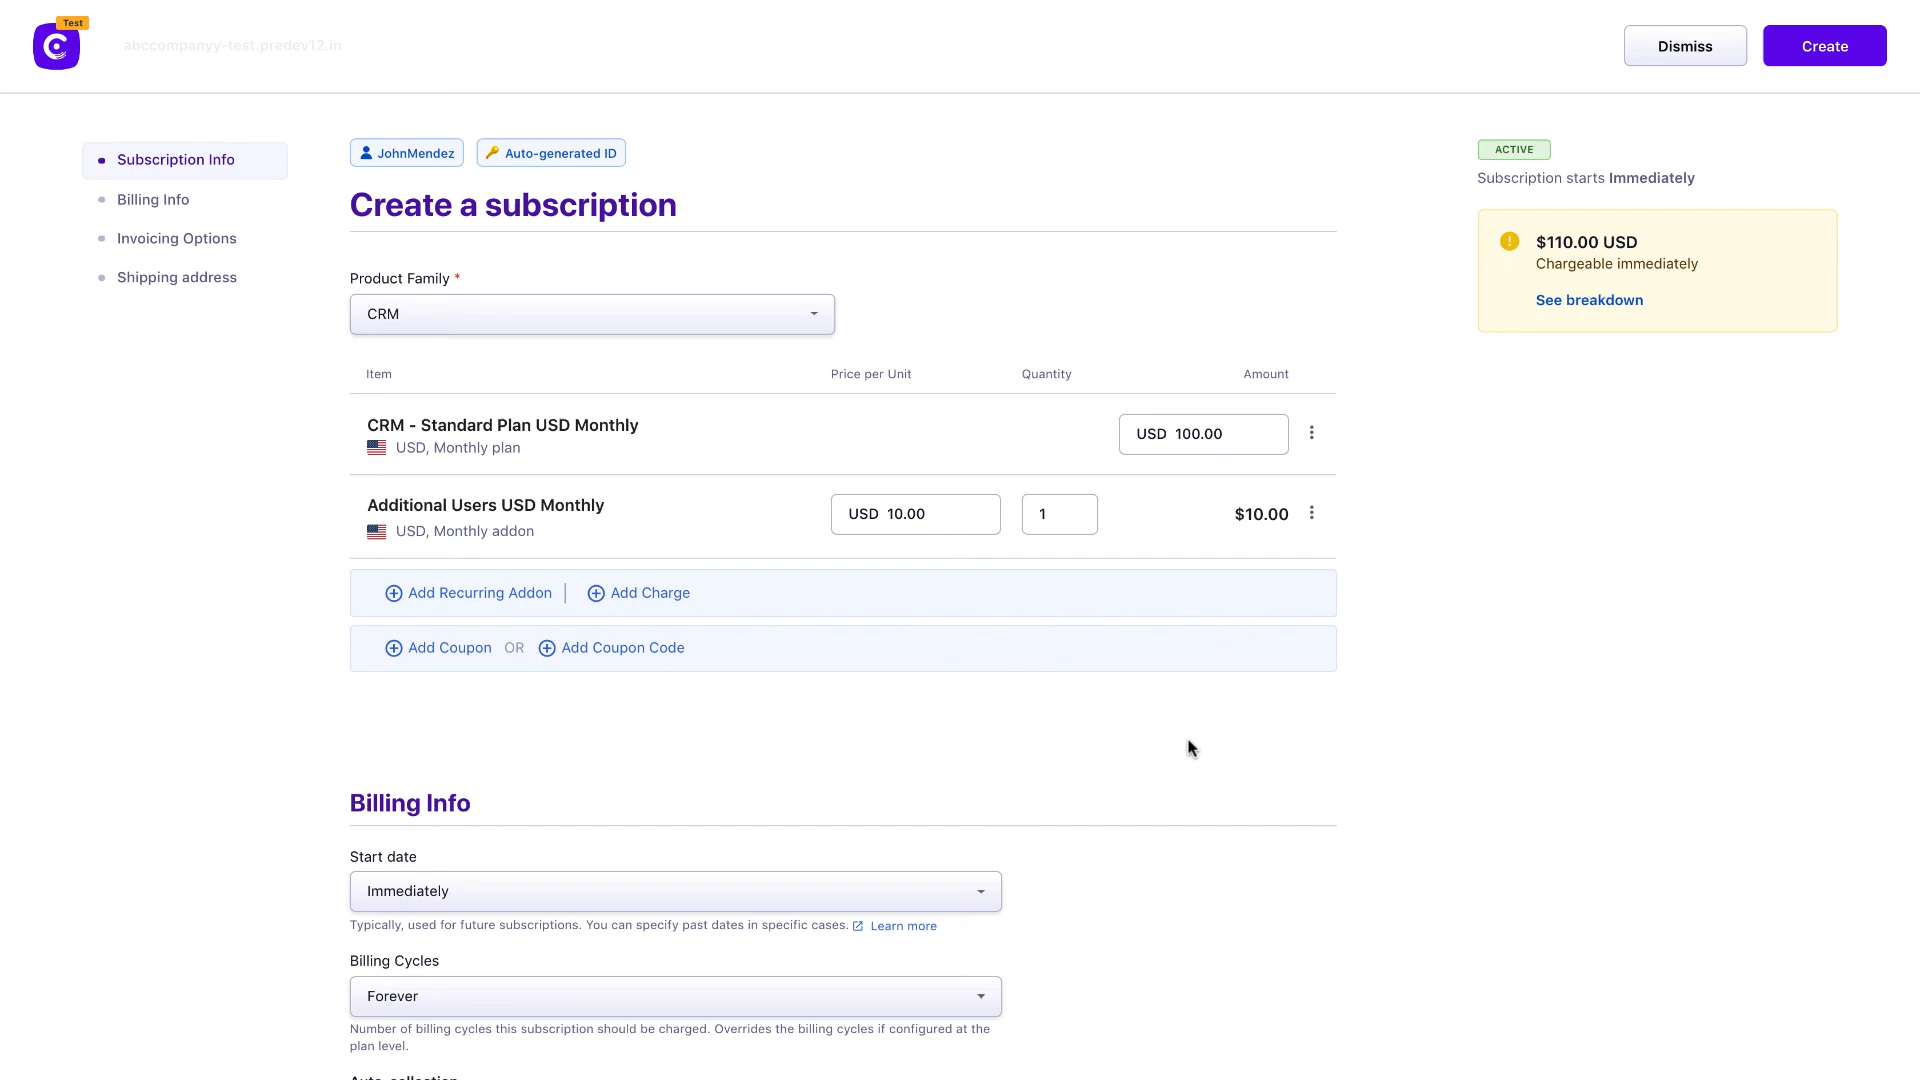 Test
abccompanyy-test.predev12.in
Dismiss
Create
Subscription Info
Billing Info
Invoicing Options
Shipping address
JohnMendez
Auto-generated ID
Create a subscription
Product Family *
CRM
Item Price per Unit Quantity Amount
CRM - Standard Plan USD Monthly
USD, Monthly plan
USD 100.00
Additional Users USD Monthly
USD, Monthly addon
USD 10.00
1
$10.00
Add Recurring Addon | Add Charge
Add Coupon OR Add Coupon Code
Billing Info
Start date
Immediately
Typically, used for future subscriptions. You can specify past dates in specific cases. Learn more
Billing Cycles
Forever
Number of billing cycles this subscription should be charged. Overrides the billing cycles if configured at the
plan level.
Auto-collection
ACTIVE
Subscription starts Immediately
$110.00 USD
Chargeable immediately
See breakdown